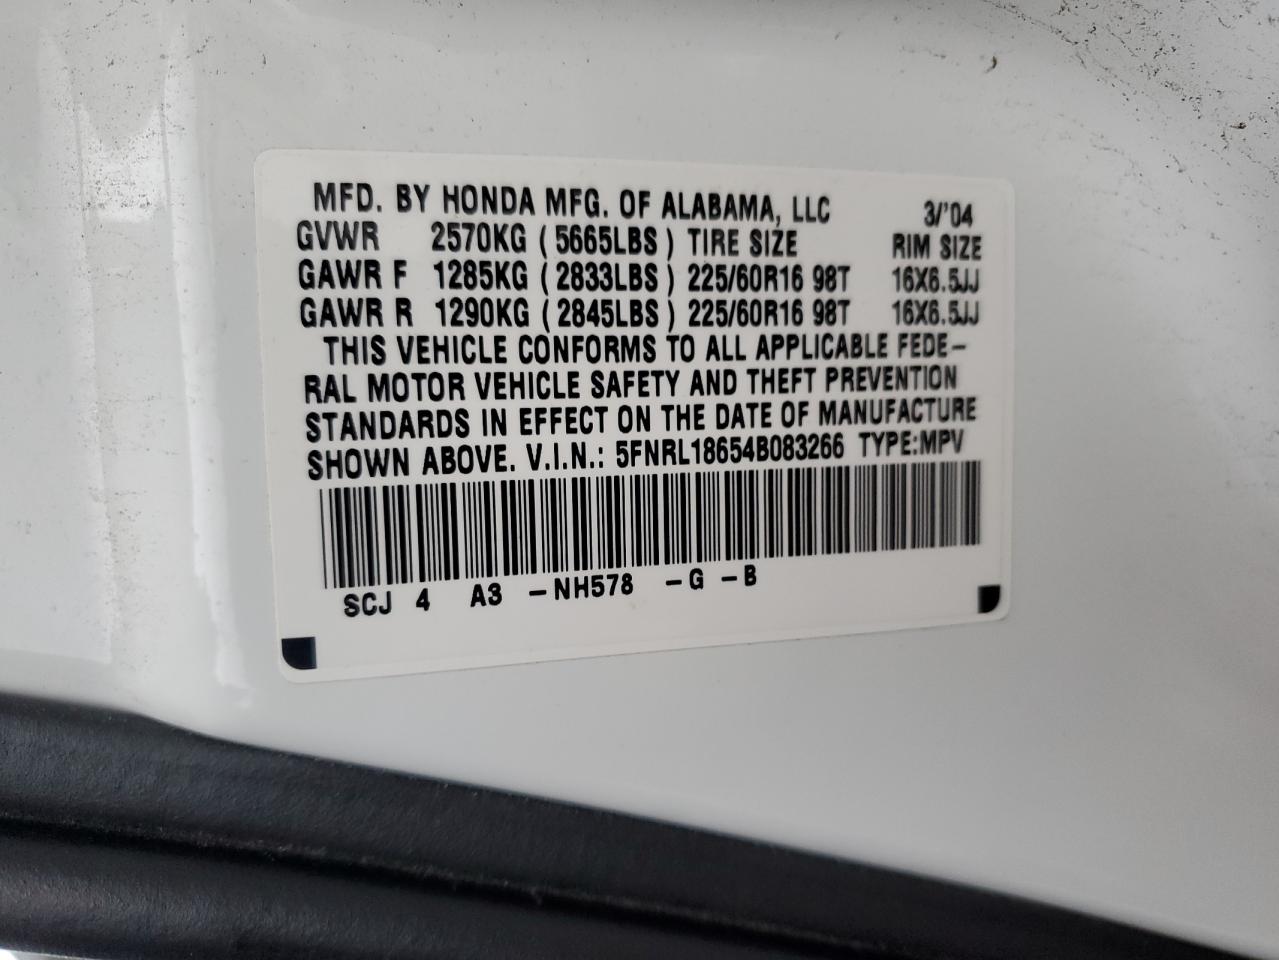 MFD. BY HONDA MFG. OF ALABAMA, LLC 3/'04
GVWR 2570KG (5665LBS) TIRE SIZE RIM SIZE
GAWR F 1285KG (2833LBS) 225/60R16 98T 16X6.5JJ
GAWR R 1290KG (2845LBS) 225/60R16 98T 16X6.5JJ
THIS VEHICLE CONFORMS TO ALL APPLICABLE FEDE-
RAL MOTOR VEHICLE SAFETY AND THEFT PREVENTION
STANDARDS IN EFFECT ON THE DATE OF MANUFACTURE
SHOWN ABOVE. V.I.N.: 5FNRL18654B083266 TYPE:MPV
SCJ 4 A3 -NH578 -G -B